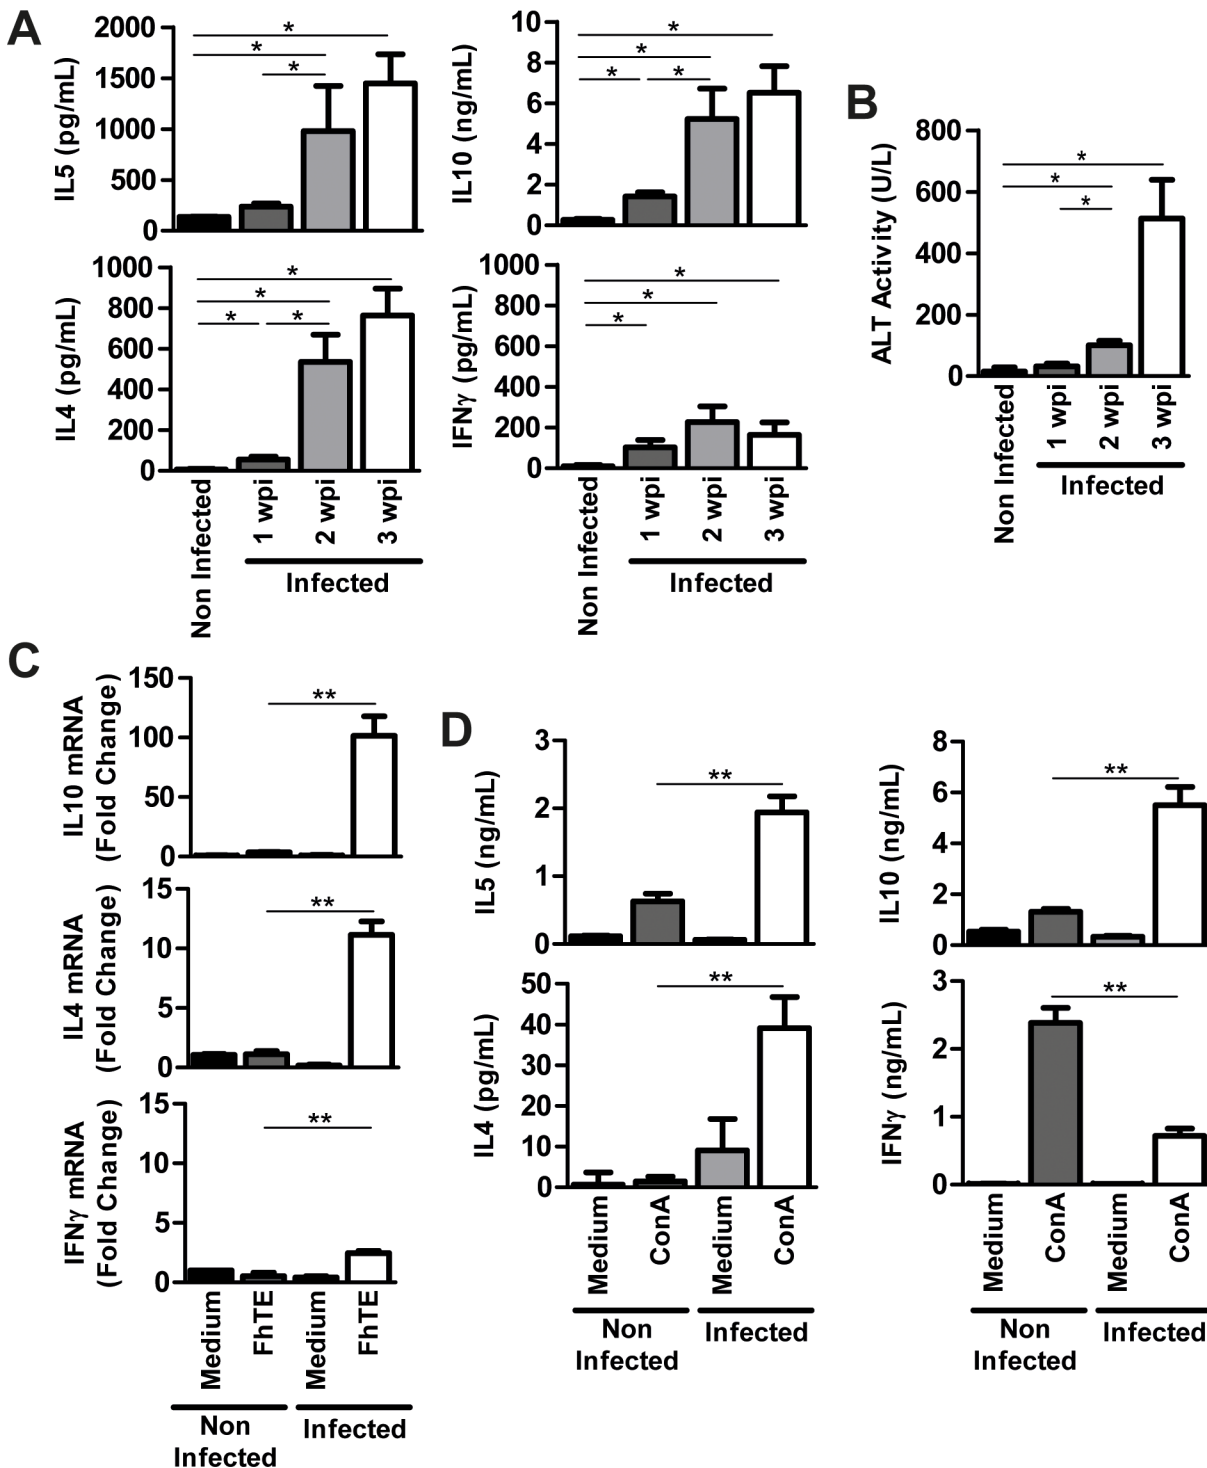 A
IL5 (pg/mL)
2000
1500
1000
500
0
*
*
*
IL10 (ng/mL)
10
8
6
4
2
0
*
*
* *
IL4 (pg/mL)
1000
800
600
400
200
0
*
*
* *
Non Infected
1 wpi
2 wpi
3 wpi
Infected
IFNγ (pg/mL)
1000
800
600
400
200
0
*
*
*
Non Infected
1 wpi
2 wpi
3 wpi
Infected
B
ALT Activity (U/L)
800
600
400
200
0
*
*
*
Non Infected
1 wpi
2 wpi
3 wpi
Infected
C
IL10 mRNA
(Fold Change)
150
100
50
0
**
IL4 mRNA
(Fold Change)
15
10
5
0
**
IFNγ mRNA
(Fold Change)
15
10
5
0
**
Medium
FhTE
Medium
FhTE
Non
Infected
Infected
D
IL5 (ng/mL)
3
2
1
0
**
IL10 (ng/mL)
8
6
4
2
0
**
IL4 (pg/mL)
50
40
30
20
10
0
**
Medium
ConA
Medium
ConA
Non
Infected
Infected
IFNγ (ng/mL)
3
2
1
0
**
Medium
ConA
Medium
ConA
Non
Infected
Infected